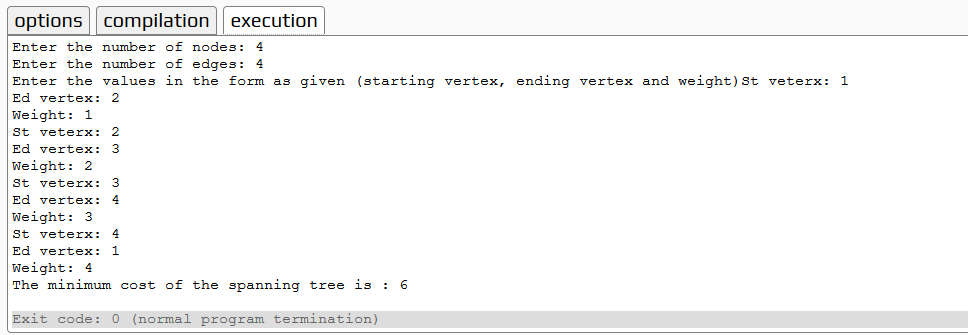 options compilation execution
Enter the number of nodes: 4
Enter the number of edges: 4
Enter the values in the form as given (starting vertex, ending vertex and weight)St veterx: 1
Ed vertex: 2
Weight: 1
St veterx: 2
Ed vertex: 3
Weight: 2
St veterx: 3
Ed vertex: 4
Weight: 3
St veterx: 4
Ed vertex: 1
Weight: 4
The minimum cost of the spanning tree is : 6
Exit code: 0 (normal program termination)